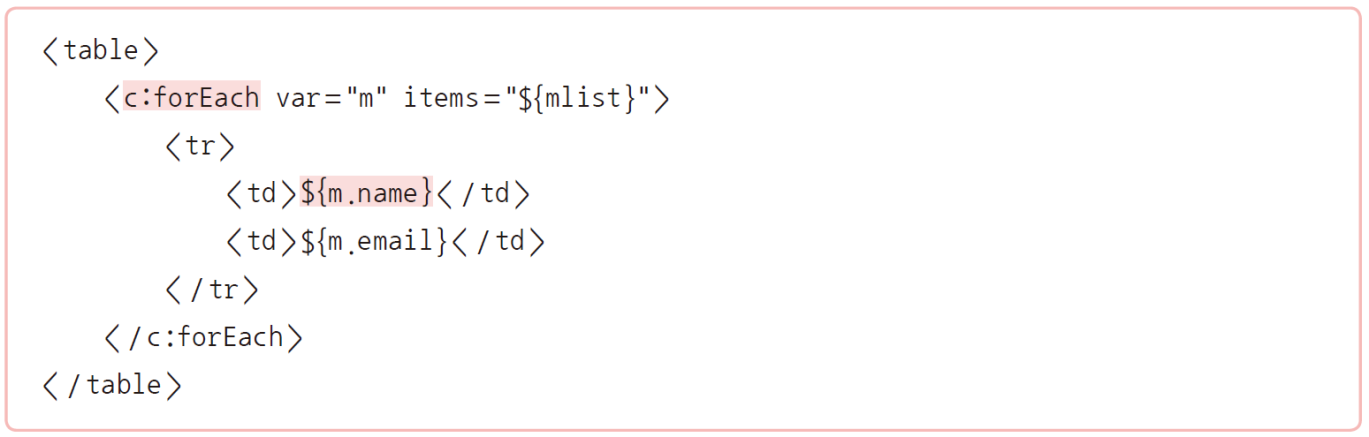 <table>
<c:forEach var="m" items="${mlist}">
<tr>
<td>${m.name}</td>
<td>${m.email}</td>
</tr>
</c:forEach>
</table>